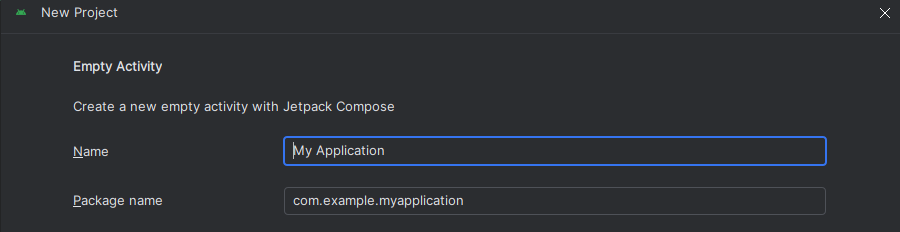 New Project
Empty Activity
Create a new empty activity with Jetpack Compose
Name My Application
Package name com.example.myapplication